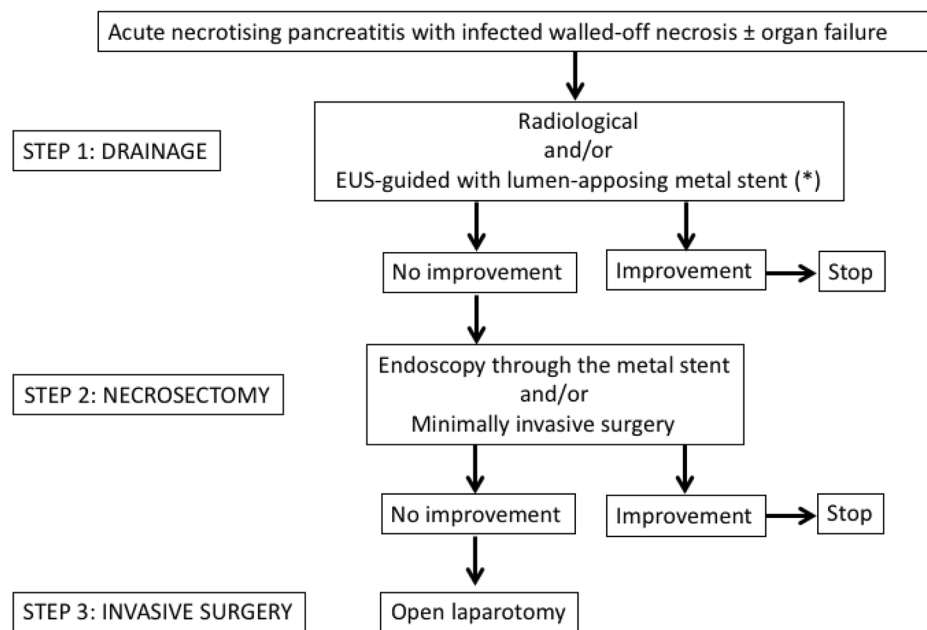 Acute necrotising pancreatitis with infected walled-off necrosis ± organ failure
STEP 1: DRAINAGE
Radiological
and/or
EUS-guided with lumen-apposing metal stent (*)
No improvement
Improvement
Stop
STEP 2: NECROSECTOMY
Endoscopy through the metal stent
and/or
Minimally invasive surgery
No improvement
Improvement
Stop
STEP 3: INVASIVE SURGERY
Open laparotomy